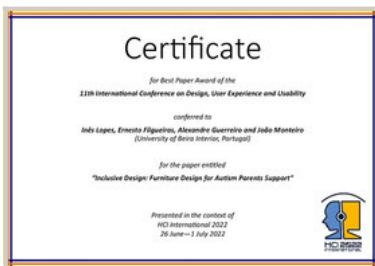 Certificate
for Best Paper Award of the
11th International Conference on Design, User Experience and Usability
conferred to
Inês Lopes, Ernesto Filgueiras, Alexandre Guerreiro and João Monteiro
(University of Beira Interior, Portugal)
for the paper entitled
"Inclusive Design: Furniture Design for Autism Parents Support"
Presented in the context of
HCI International 2022
26 June—1 July 2022
HCI 2022
INTERNATIONAL